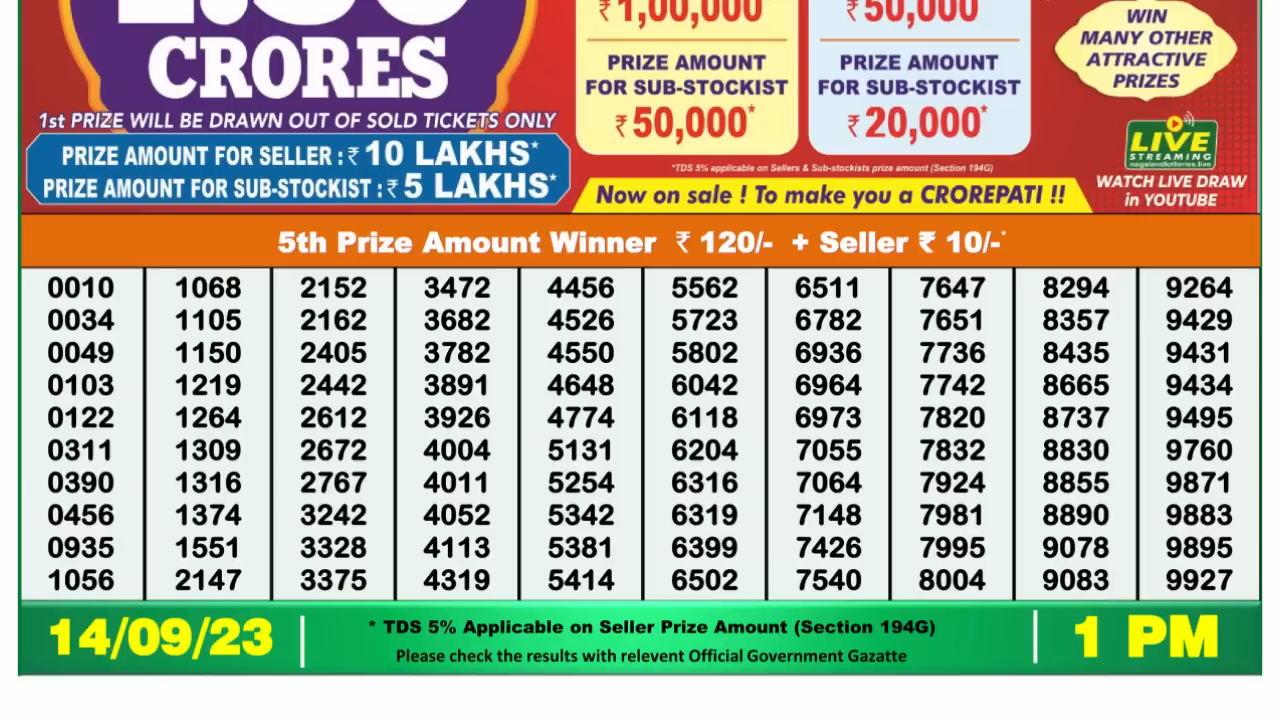 CRORES
1st PRIZE WILL BE DRAWN OUT OF SOLD TICKETS ONLY
PRIZE AMOUNT FOR SELLER : ₹ 10 LAKHS*
PRIZE AMOUNT FOR SUB-STOCKIST : ₹ 5 LAKHS*
₹ 1,00,000
PRIZE AMOUNT
FOR SUB-STOCKIST
₹ 50,000*
₹ 50,000
PRIZE AMOUNT
FOR SUB-STOCKIST
₹ 20,000*
*TDS 5% applicable on Sellers & Sub-stockists prize amount (Section 194G)
Now on sale ! To make you a CROREPATI !!
WIN
MANY OTHER
ATTRACTIVE
PRIZES
LIVE
STREAMING
nagalandlotteries.live
WATCH LIVE DRAW
in YOUTUBE
5th Prize Amount Winner ₹ 120/- + Seller ₹ 10/-*
0010 1068 2152 3472 4456 5562 6511 7647 8294 9264
0034 1105 2162 3682 4526 5723 6782 7651 8357 9429
0049 1150 2405 3782 4550 5802 6936 7736 8435 9431
0103 1219 2442 3891 4648 6042 6964 7742 8665 9434
0122 1264 2612 3926 4774 6118 6973 7820 8737 9495
0311 1309 2672 4004 5131 6204 7055 7832 8830 9760
0390 1316 2767 4011 5254 6316 7064 7924 8855 9871
0456 1374 3242 4052 5342 6319 7148 7981 8890 9883
0935 1551 3328 4113 5381 6399 7426 7995 9078 9895
1056 2147 3375 4319 5414 6502 7540 8004 9083 9927
14/09/23
* TDS 5% Applicable on Seller Prize Amount (Section 194G)
Please check the results with relevent Official Government Gazatte
1 PM